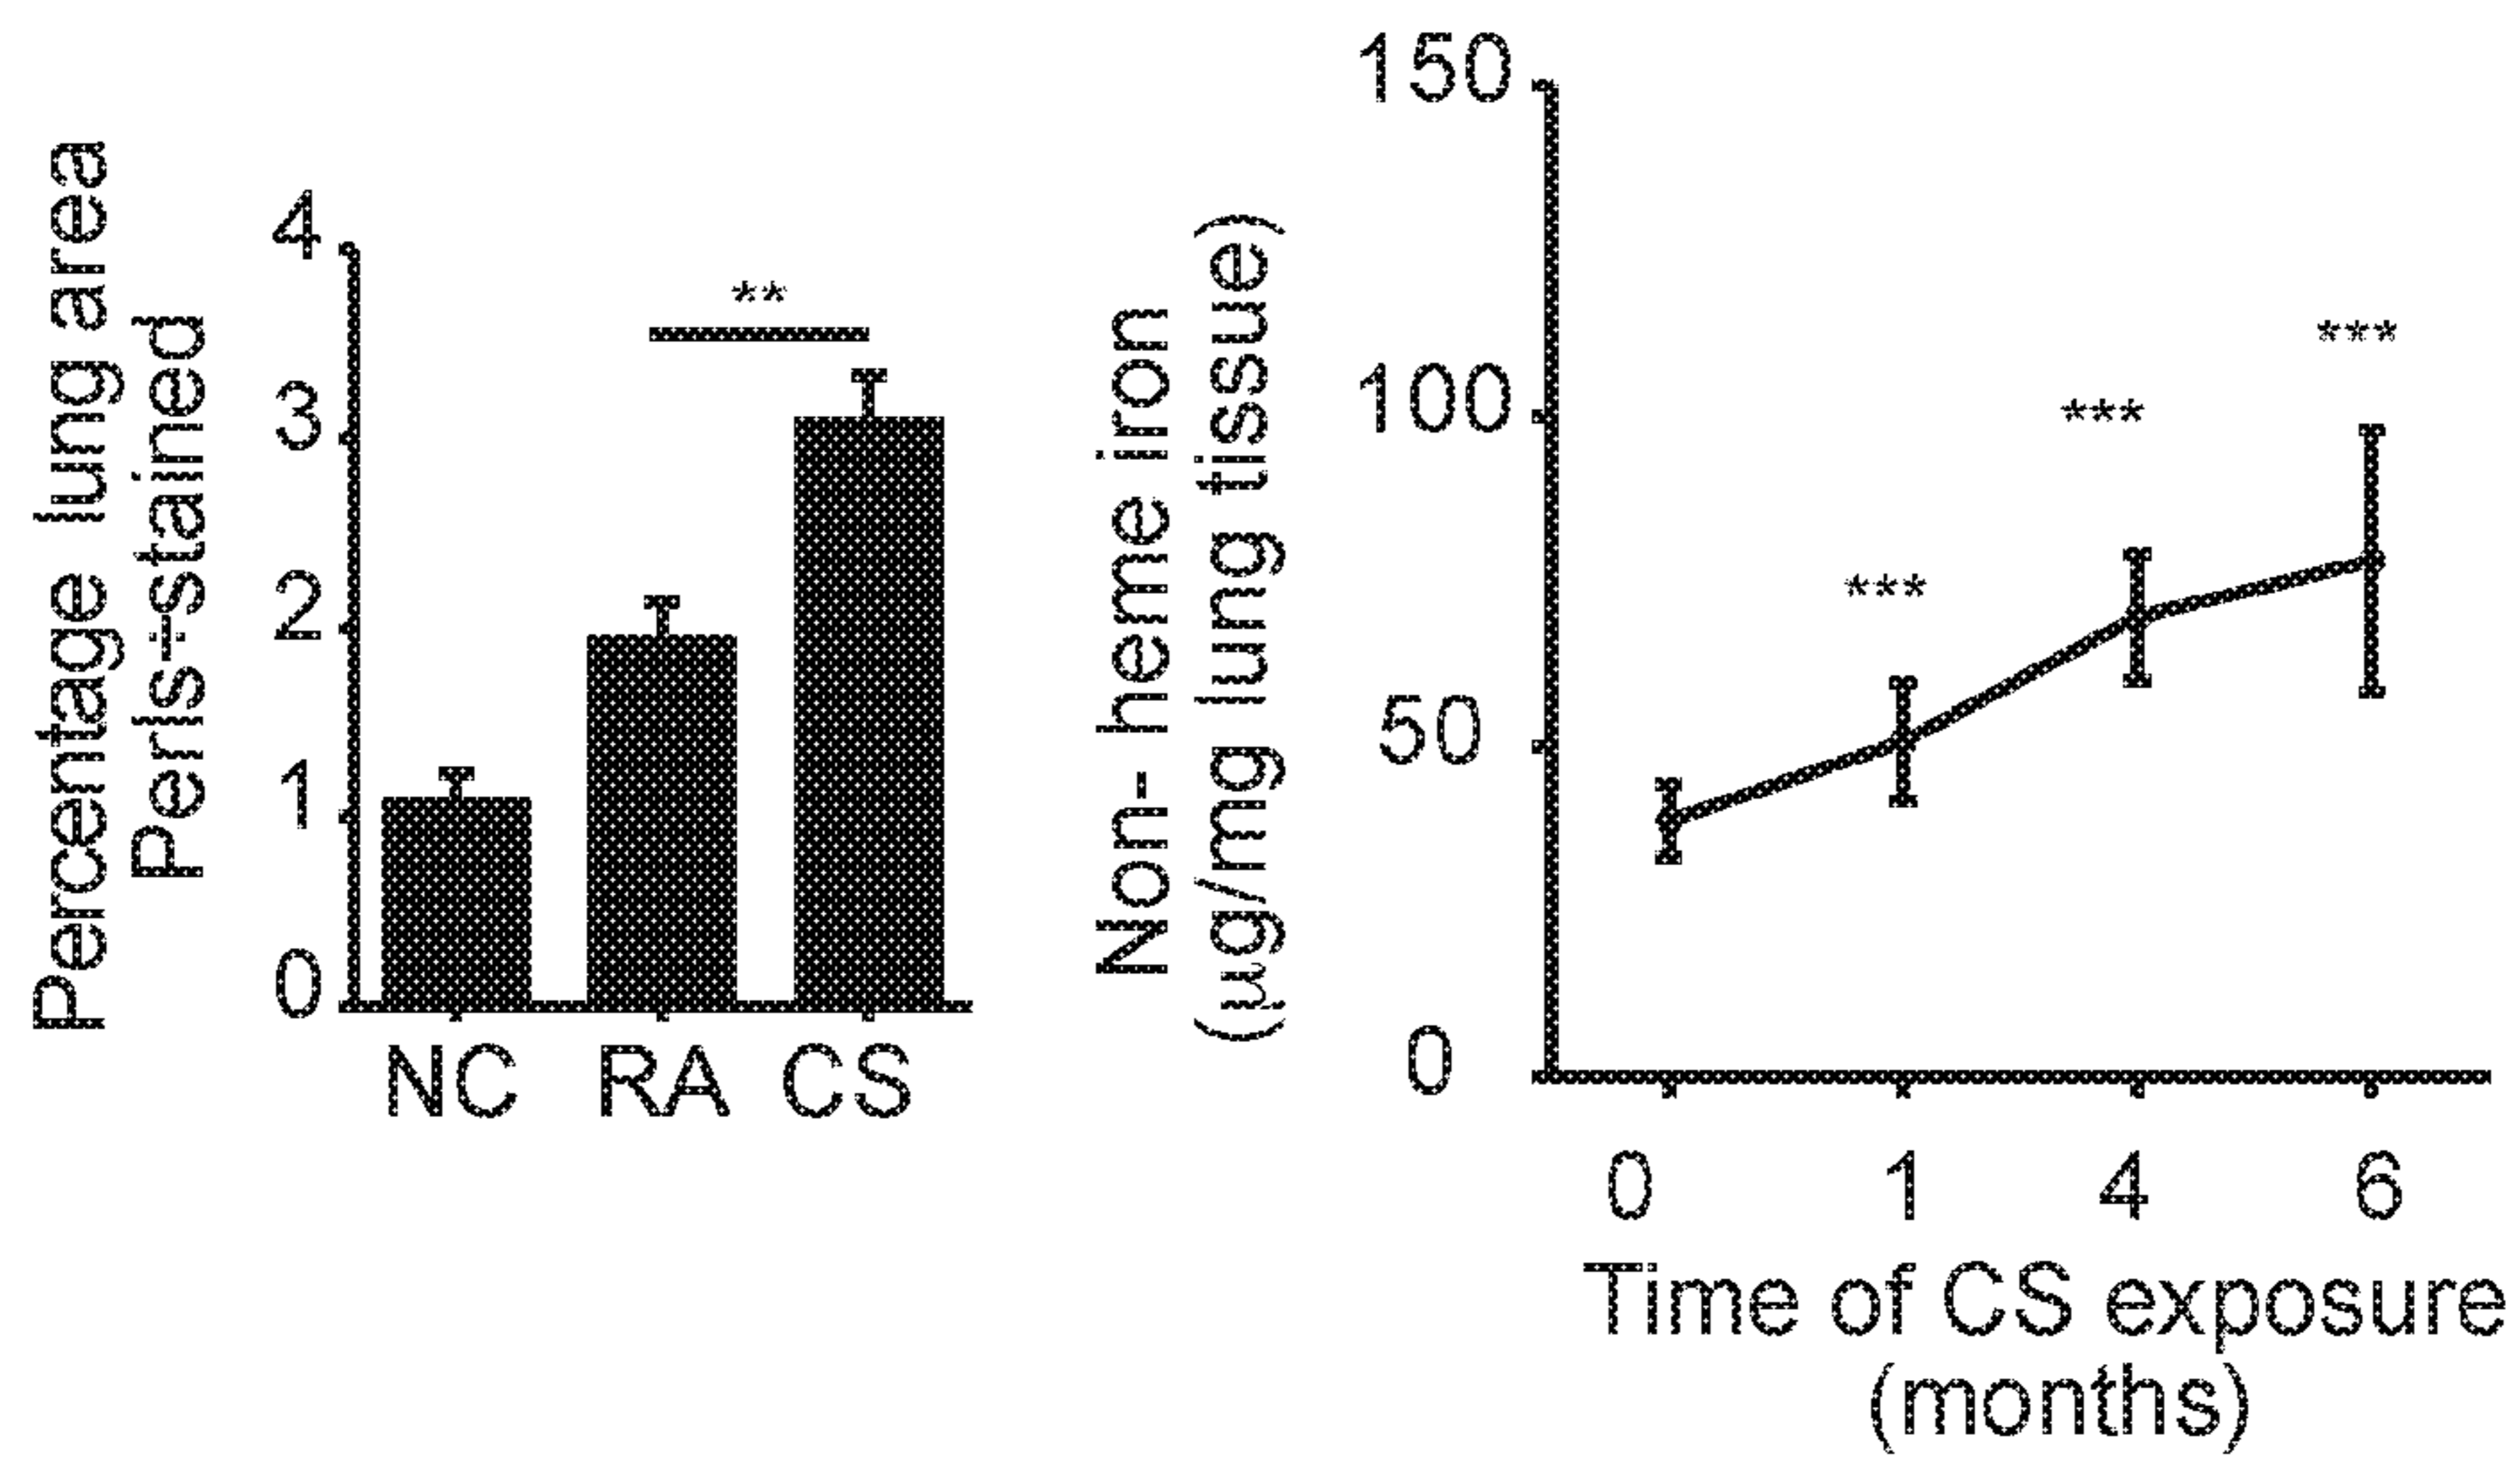 Percentage lung area
Perls-stained
4
3
2
1
0
**
NC RA CS
Non- heme iron
(µg/mg lung tissue)
150
100
50
0
***
***
***
0 1 4 6
Time of CS exposure
(months)